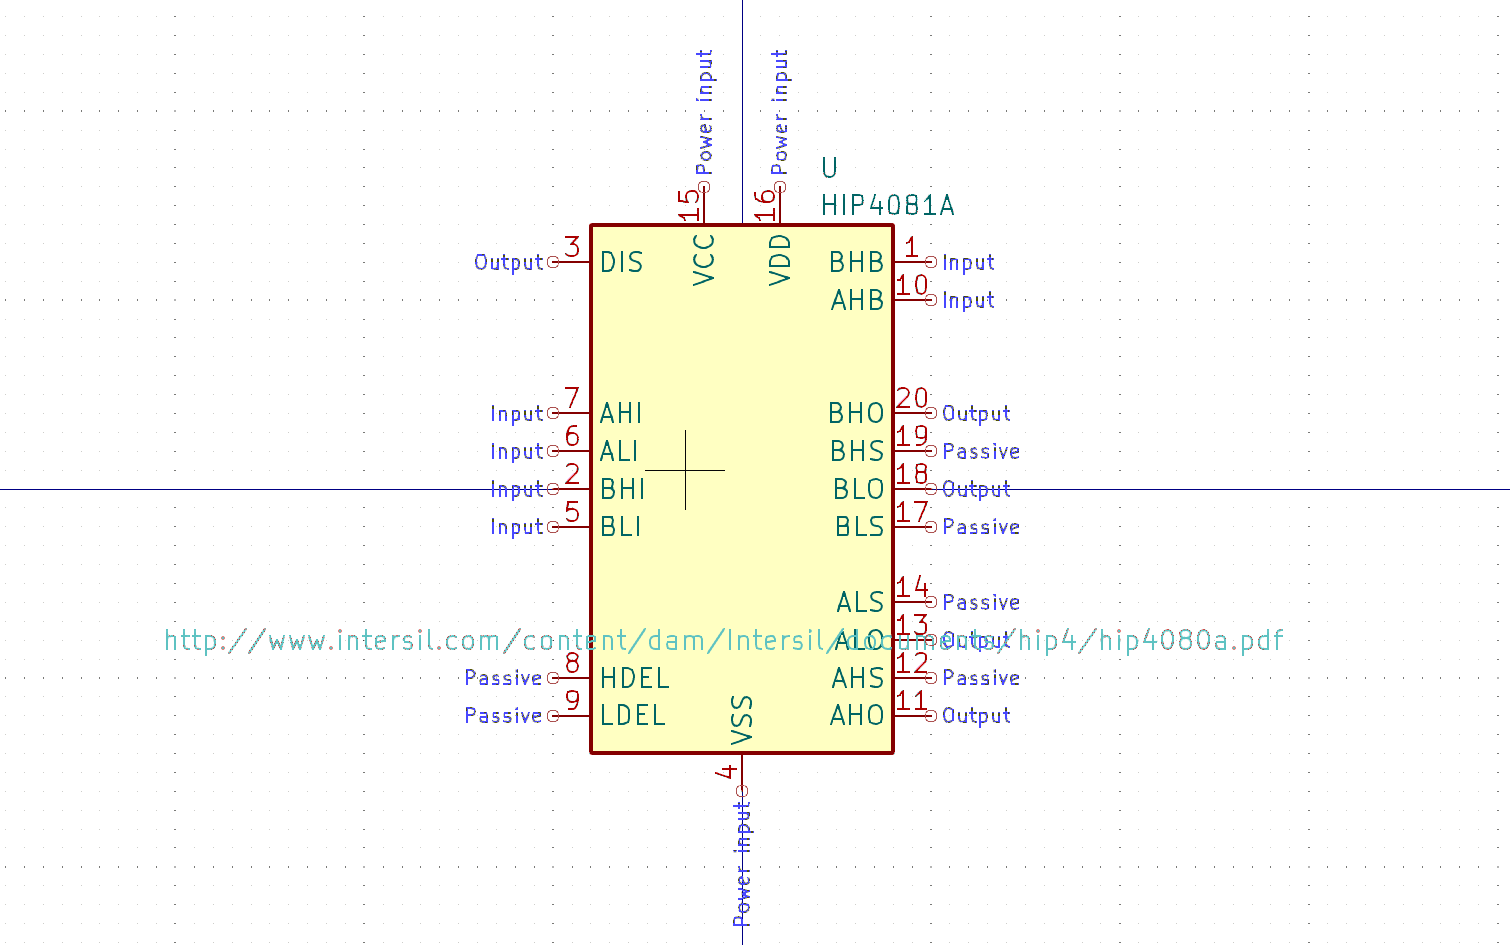 Power input
Power input
U
HIP4081A
15
16
VCC
VDD
Output 3 DIS
BHB 1 Input
AHB 10 Input
Input 7 AHI
BHO 20 Output
Input 6 ALI
BHS 19 Passive
Input 2 BHI
BLO 18 Output
Input 5 BLI
BLS 17 Passive
ALS 14 Passive
ALO 13 Output
http://www.intersil.com/content/dam/Intersil/documents/hip4/hip4080a.pdf
Passive 8 HDEL
AHS 12 Passive
Passive 9 LDEL
AHO 11 Output
VSS
4
Power input